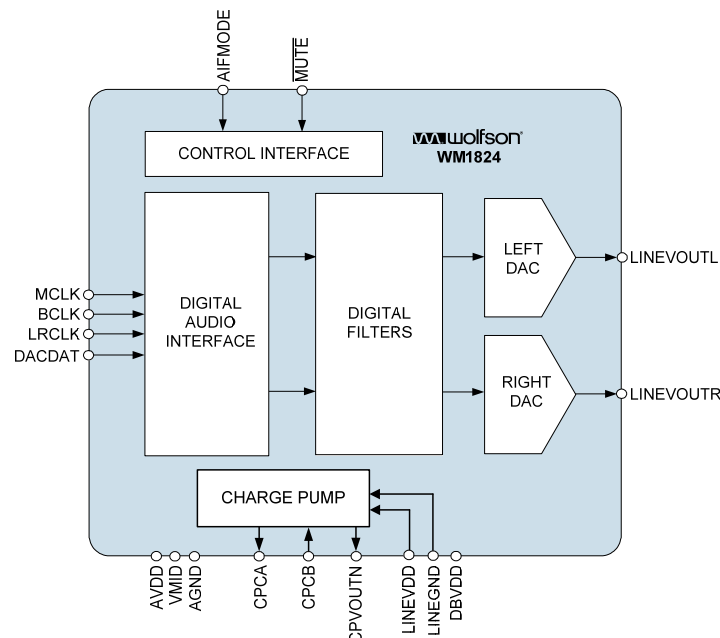 AIFMODE
MUTE
wolfson
WM1824
CONTROL INTERFACE
DIGITAL
AUDIO
INTERFACE
DIGITAL
FILTERS
LEFT
DAC
RIGHT
DAC
MCLK
BCLK
LRCLK
DACDAT
LINEVOUTL
LINEVOUTR
CHARGE PUMP
AVDD
VMID
AGND
CPCA
CPCB
CPVOUTN
LINEVDD
LINEGND
DBVDD